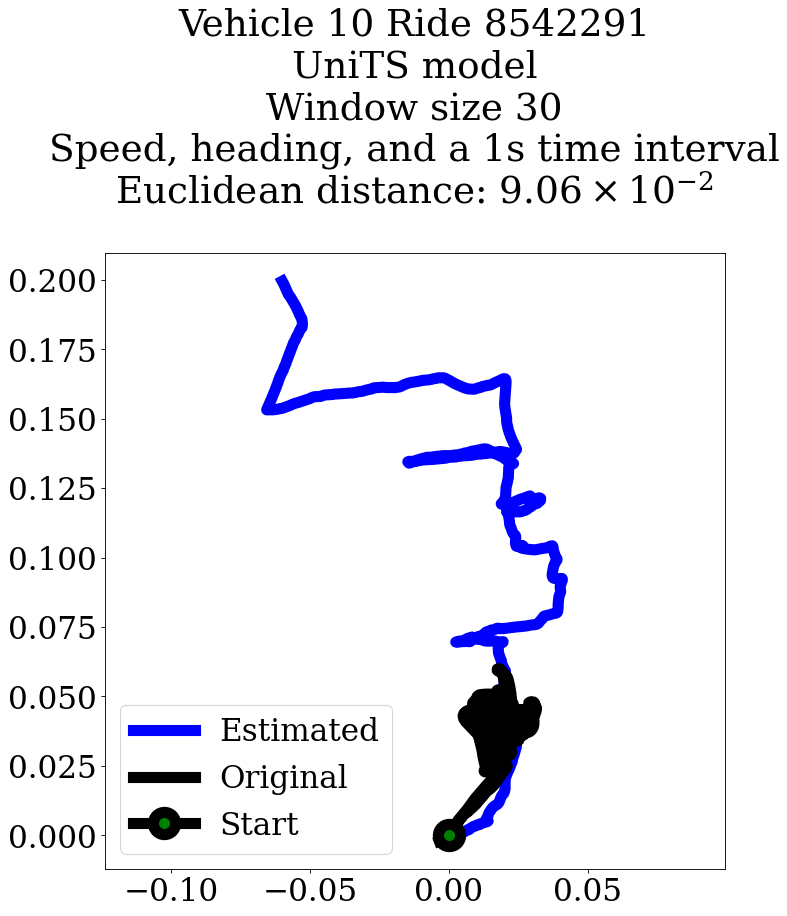 Vehicle 10 Ride 8542291
UniTS model
Window size 30
Speed, heading, and a 1s time interval
Euclidean distance: 9.06 × 10⁻²
0.200
0.175
0.150
0.125
0.100
0.075
0.050
0.025
0.000
Estimated
Original
Start
−0.10 −0.05 0.00 0.05